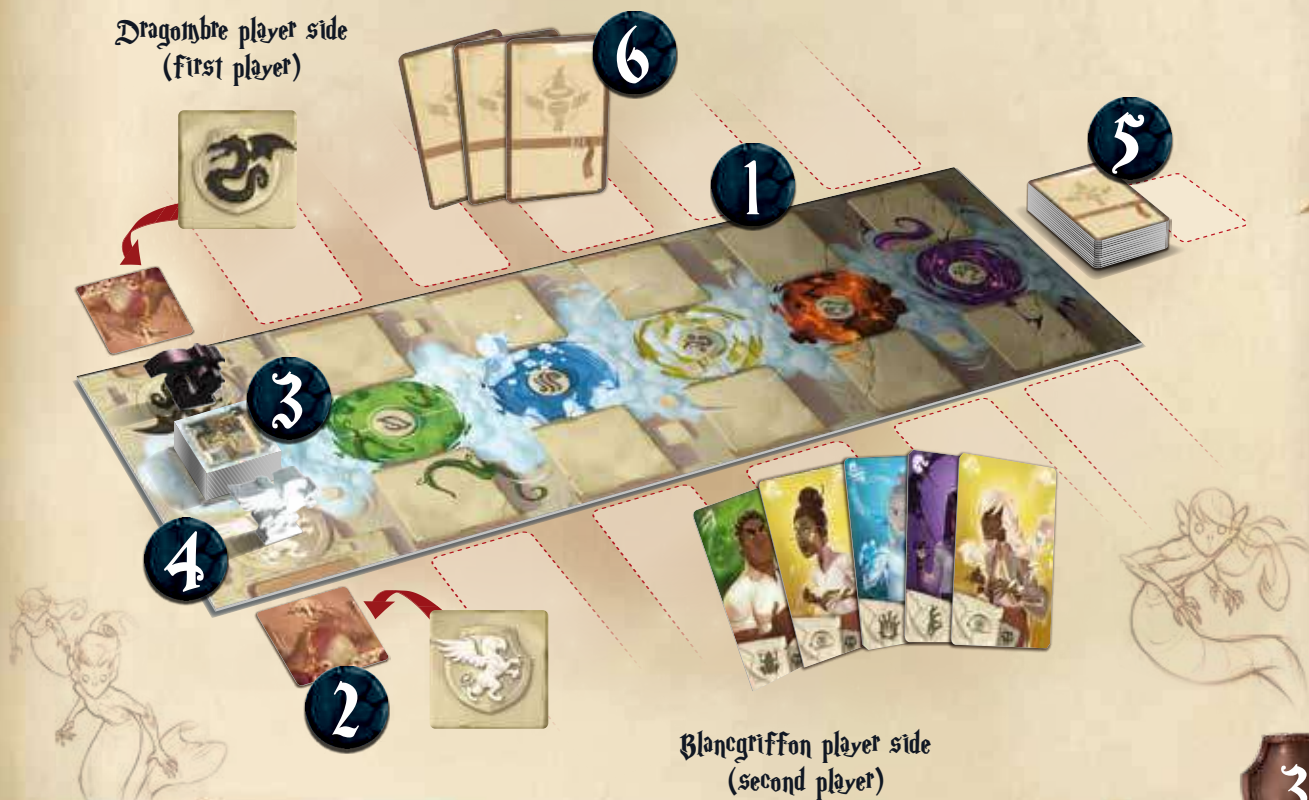 Dragombre player side
(first player)
6
5
1
3
4
2
Blancgriffon player side
(second player)
3